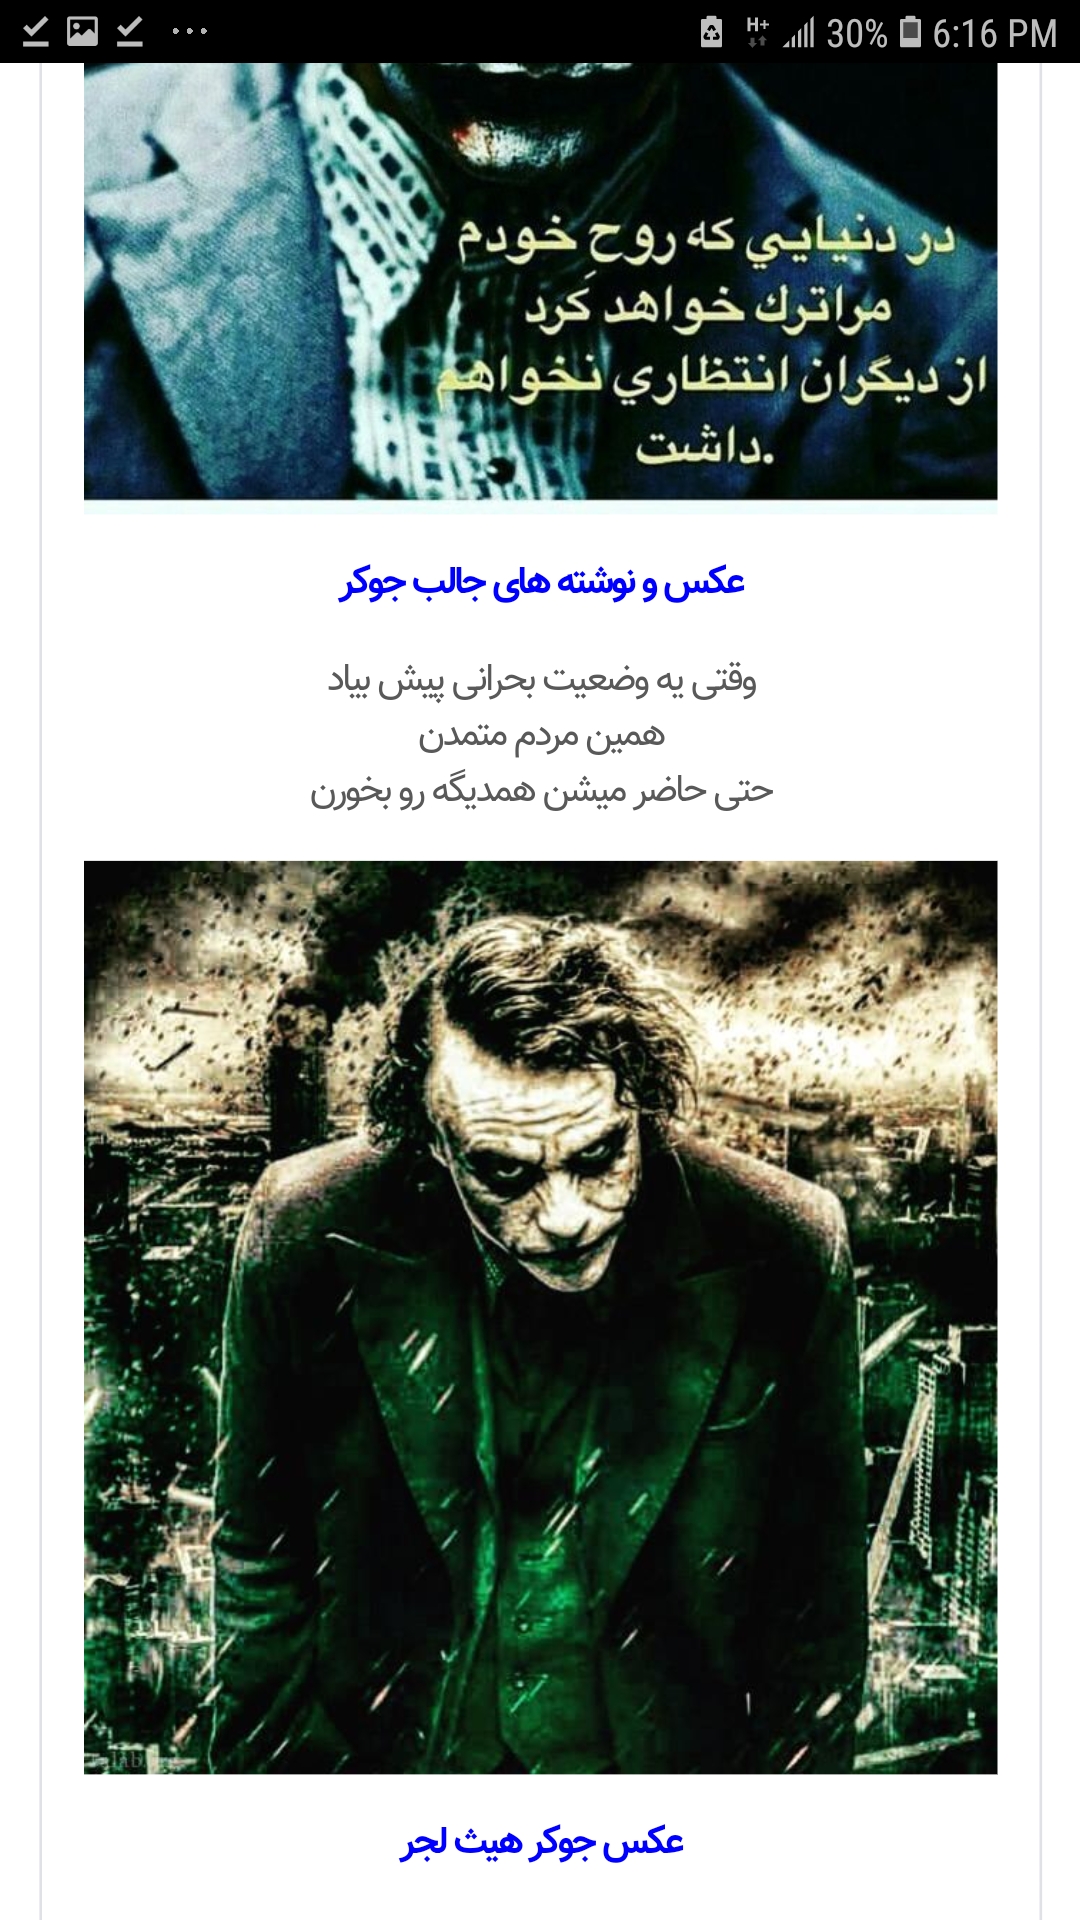 30% 6:16 PM
H+
در دنيايي كه روح خودم
مراترك خواهد كَرد
از ديگران انتظاري نخواهم
داشت.
عکس و نوشته های جالب جوکر
وقتی یه وضعیت بحرانی پیش بیاد
همین مردم متمدن
حتی حاضر میشن همدیگه رو بخورن
عکس جوکر هیث لجر